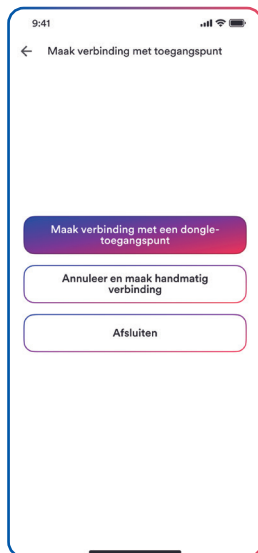 9:41
Maak verbinding met toegangspunt
Maak verbinding met een dongle-
toegangspunt
Annuleer en maak handmatig
verbinding
Afsluiten